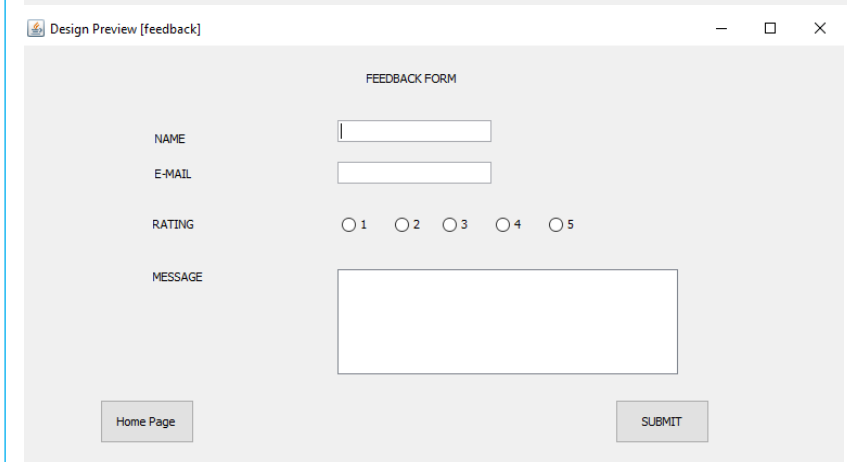 Design Preview [feedback]
FEEDBACK FORM
NAME
E-MAIL
RATING
1 2 3 4 5
MESSAGE
Home Page
SUBMIT